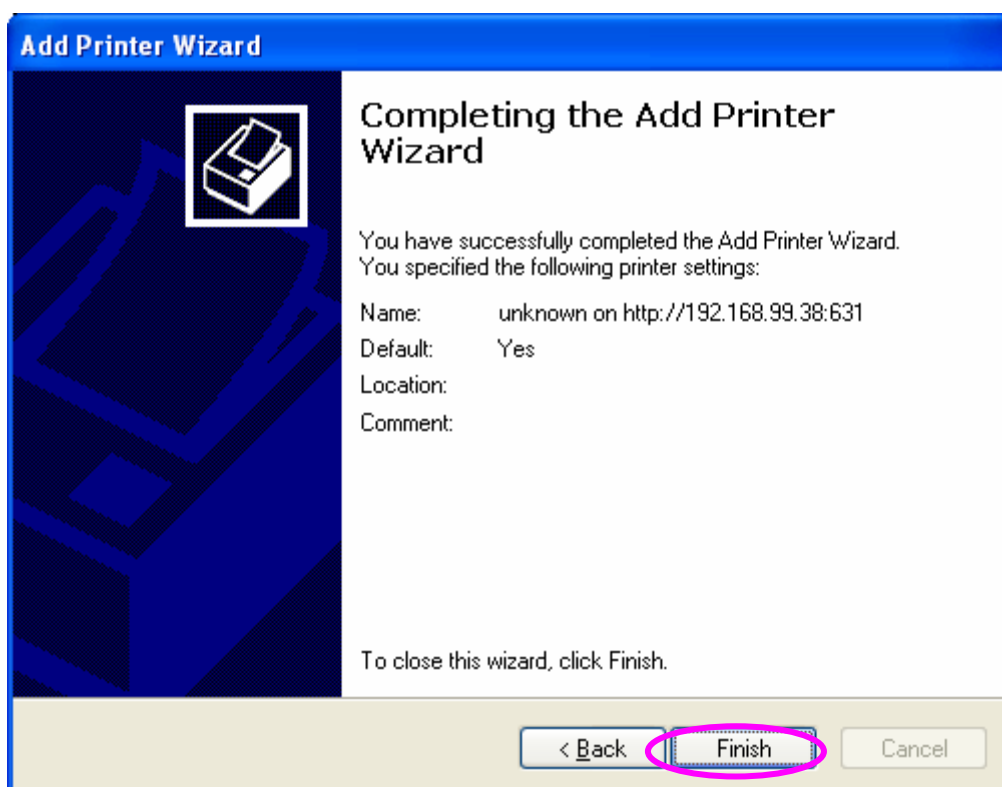 Add Printer Wizard
Completing the Add Printer
Wizard
You have successfully completed the Add Printer Wizard.
You specified the following printer settings:
Name: unknown on http://192.168.99.38:631
Default: Yes
Location:
Comment:
To close this wizard, click Finish.
< Back Finish Cancel